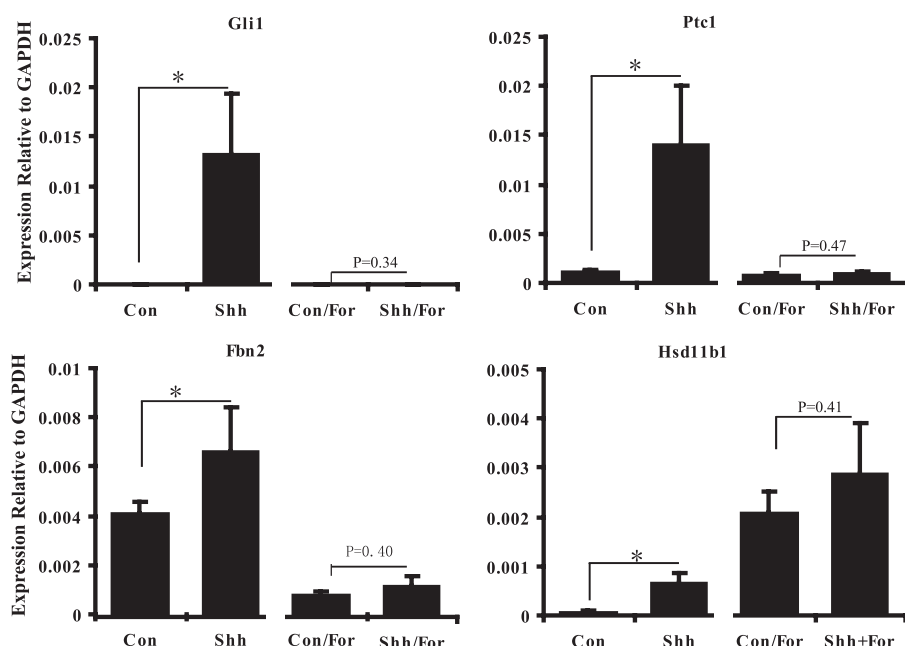 Gli1
Expression Relative to GAPDH
0.025
0.02
0.015
0.01
0.005
0
*
P=0.34
Con Shh Con/For Shh/For
Ptc1
0.025
0.02
0.015
0.01
0.005
0
*
P=0.47
Con Shh Con/For Shh/For
Fbn2
Expression Relative to GAPDH
0.01
0.008
0.006
0.004
0.002
0
*
P=0. 40
Con Shh Con/For Shh/For
Hsd11b1
0.005
0.004
0.003
0.002
0.001
0
*
P=0.41
Con Shh Con/For Shh+For